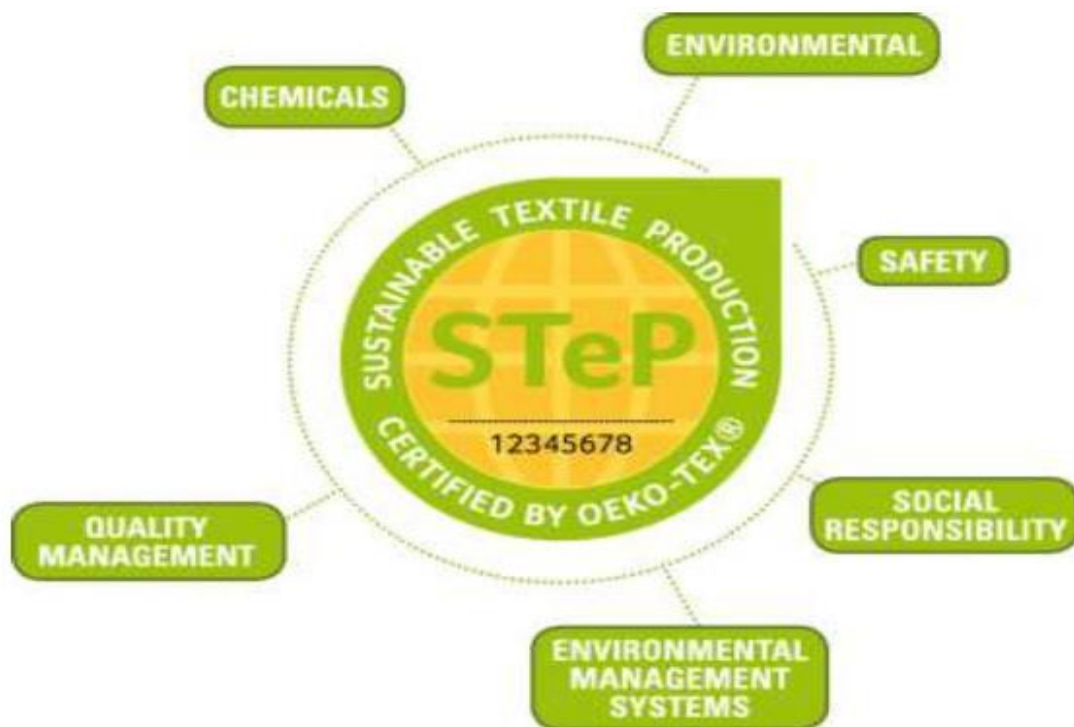 ENVIRONMENTAL
CHEMICALS
SAFETY
SUSTAINABLE TEXTILE PRODUCTION
STeP
12345678
CERTIFIED BY OEKO-TEX®
SOCIAL
RESPONSIBILITY
QUALITY
MANAGEMENT
ENVIRONMENTAL
MANAGEMENT
SYSTEMS